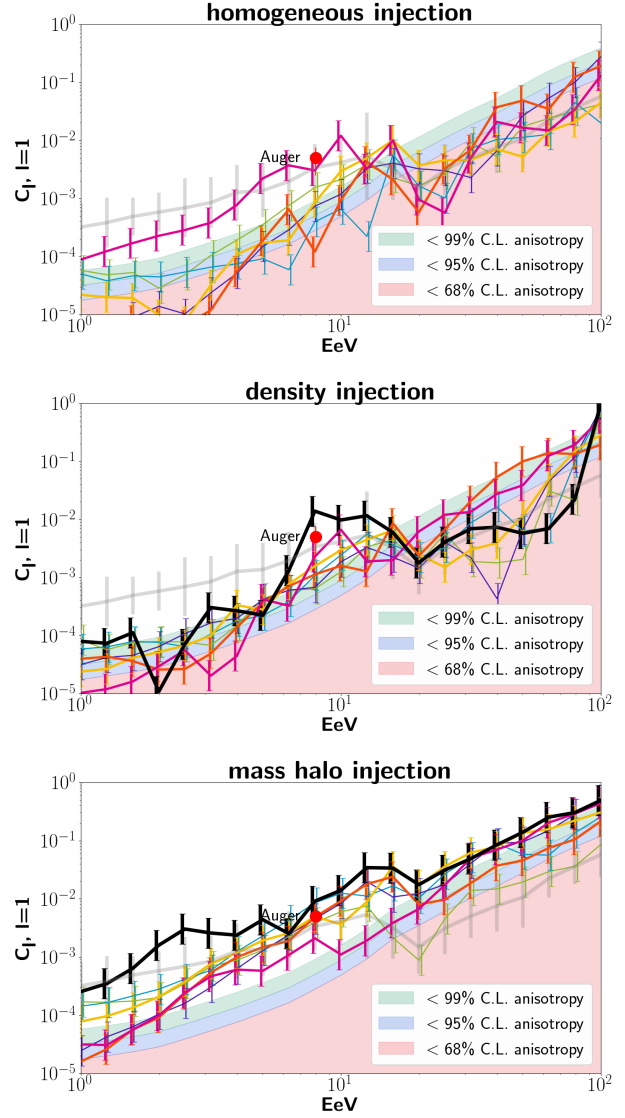 homogeneous injection
10^0
10^-1
10^-2
10^-3
10^-4
10^-5
C_l, l=1
Auger
< 99% C.L. anisotropy
< 95% C.L. anisotropy
< 68% C.L. anisotropy
10^0 10^1 10^2
EeV
density injection
10^0
10^-1
10^-2
10^-3
10^-4
10^-5
C_l, l=1
Auger
< 99% C.L. anisotropy
< 95% C.L. anisotropy
< 68% C.L. anisotropy
10^0 10^1 10^2
EeV
mass halo injection
10^0
10^-1
10^-2
10^-3
10^-4
10^-5
C_l, l=1
Auger
< 99% C.L. anisotropy
< 95% C.L. anisotropy
< 68% C.L. anisotropy
10^0 10^1 10^2
EeV